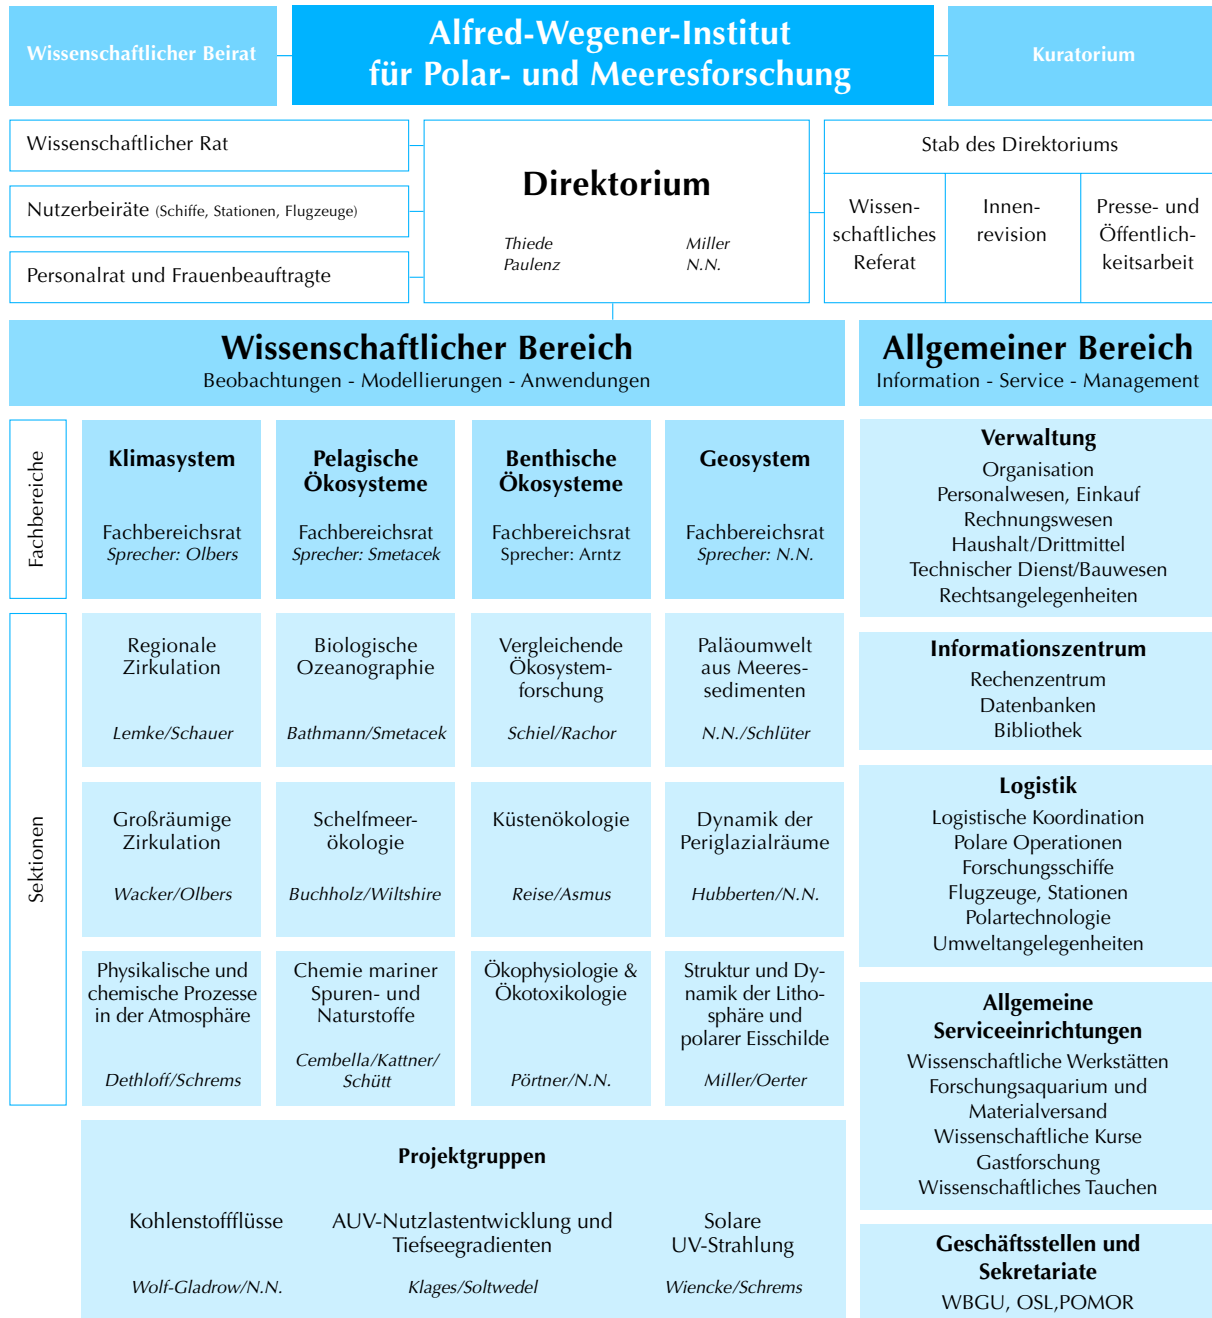 Wissenschaftlicher Beirat
Alfred-Wegener-Institut
für Polar- und Meeresforschung
Kuratorium
Wissenschaftlicher Rat
Nutzerbeiräte (Schiffe, Stationen, Flugzeuge)
Personalrat und Frauenbeauftragte
Direktorium
Thiede
Paulenz
Miller
N.N.
Stab des Direktoriums
Wissen-
schaftliches
Referat
Innen-
revision
Presse- und
Öffentlich-
keitsarbeit
Wissenschaftlicher Bereich
Beobachtungen - Modellierungen - Anwendungen
Allgemeiner Bereich
Information - Service - Management
Fachbereiche
Klimasystem
Fachbereichsrat
Sprecher: Olbers
Pelagische
Ökosysteme
Fachbereichsrat
Sprecher: Smetacek
Benthische
Ökosysteme
Fachbereichsrat
Sprecher: Arntz
Geosystem
Fachbereichsrat
Sprecher: N.N.
Sektionen
Regionale
Zirkulation
Lemke/Schauer
Biologische
Ozeanographie
Bathmann/Smetacek
Vergleichende
Ökosystem-
forschung
Schiel/Rachor
Paläoumwelt
aus Meeres-
sedimenten
N.N./Schlüter
Großräumige
Zirkulation
Wacker/Olbers
Schelfmeer-
ökologie
Buchholz/Wiltshire
Küstenökologie
Reise/Asmus
Dynamik der
Periglazialräume
Hubberten/N.N.
Physikalische und
chemische Prozesse
in der Atmosphäre
Dethloff/Schrems
Chemie mariner
Spuren- und
Naturstoffe
Cembella/Kattner/
Schütt
Ökophysiologie &
Ökotoxikologie
Pörtner/N.N.
Struktur und Dy-
namik der Litho-
sphäre und
polarer Eisschilde
Miller/Oerter
Projektgruppen
Kohlenstoffflüsse
Wolf-Gladrow/N.N.
AUV-Nutzlastentwicklung und
Tiefseegradienten
Klages/Soltwedel
Solare
UV-Strahlung
Wiencke/Schrems
Verwaltung
Organisation
Personalwesen, Einkauf
Rechnungswesen
Haushalt/Drittmittel
Technischer Dienst/Bauwesen
Rechtsangelegenheiten
Informationszentrum
Rechenzentrum
Datenbanken
Bibliothek
Logistik
Logistische Koordination
Polare Operationen
Forschungsschiffe
Flugzeuge, Stationen
Polartechnologie
Umweltangelegenheiten
Allgemeine
Serviceeinrichtungen
Wissenschaftliche Werkstätten
Forschungsaquarium und
Materialversand
Wissenschaftliche Kurse
Gastforschung
Wissenschaftliches Tauchen
Geschäftsstellen und
Sekretariate
WBGU, OSL,POMOR